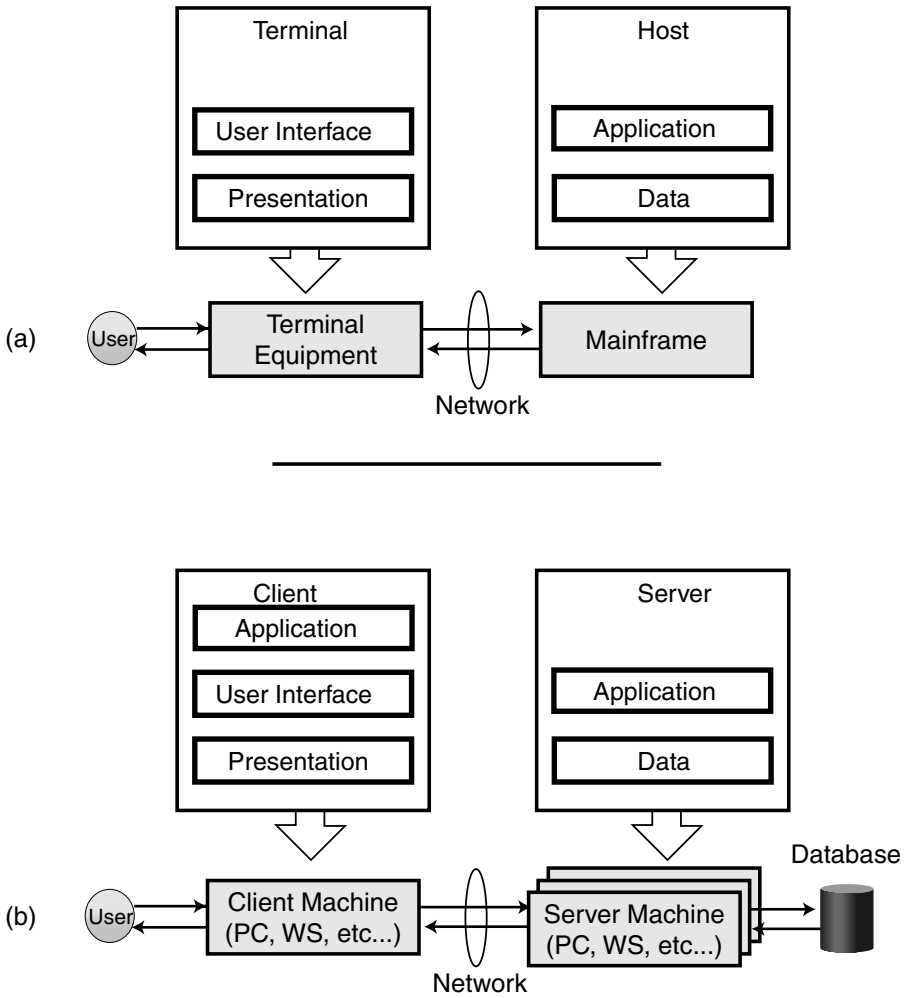 Terminal
User Interface
Presentation
Host
Application
Data
(a)
User
Terminal
Equipment
Network
Mainframe
Client
Application
User Interface
Presentation
Server
Application
Data
(b)
User
Client Machine
(PC, WS, etc...)
Network
Server Machine
(PC, WS, etc...)
Database